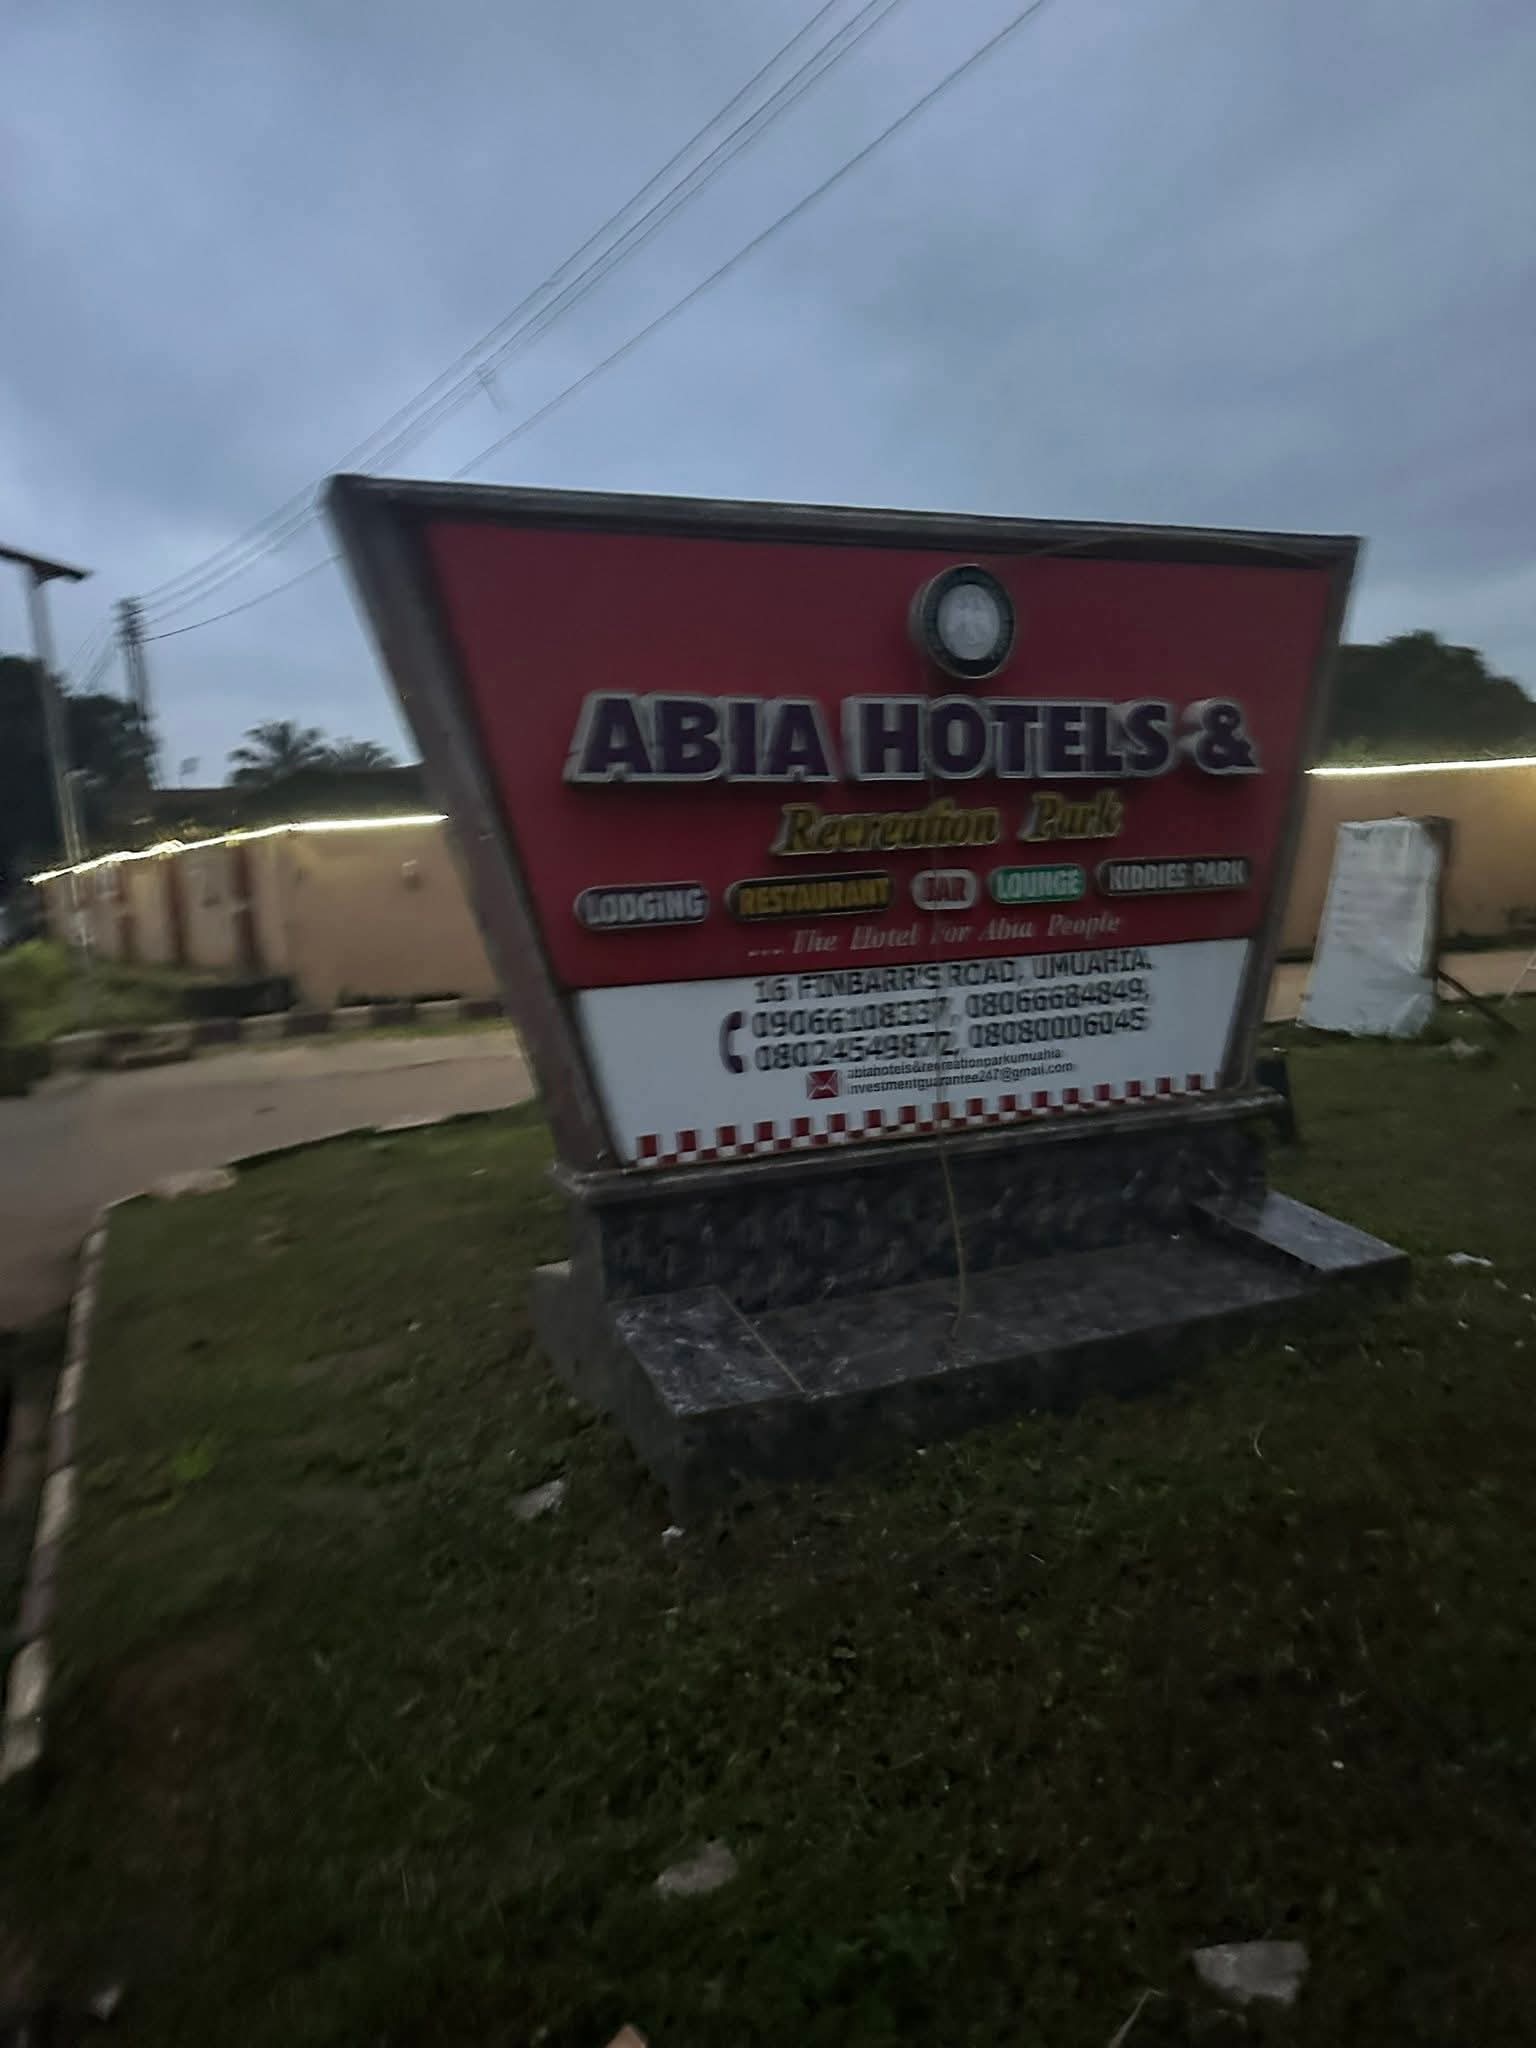 ABIA HOTELS &
Recreation Park
LODGING RESTAURANT BAR LOUNGE KIDDIES PARK
...The Hotel For Abia People
16 FINBARR'S ROAD, UMUAHIA.
09066108337, 08066684849,
08024549872, 08080006045
abiahotels&recreationparkumuahia
investmentguarantee247@gmail.com